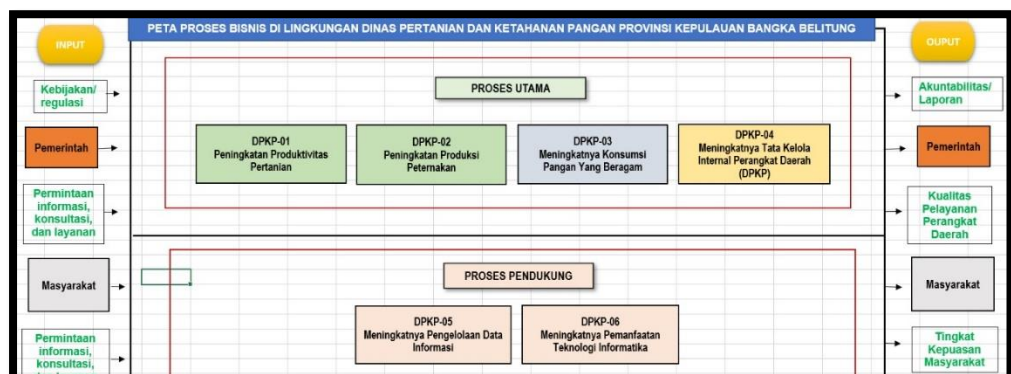 PETA PROSES BISNIS DI LINGKUNGAN DINAS PERTANIAN DAN KETAHANAN PANGAN PROVINSI KEPULAUAN BANGKA BELITUNG
INPUT
Kebijakan/
regulasi
Pemerintah
Permintaan
informasi,
konsultasi,
dan layanan
Masyarakat
Permintaan
informasi,
konsultasi,
PROSES UTAMA
DPKP-01
Peningkatan Produktivitas
Pertanian
DPKP-02
Peningkatan Produksi
Peternakan
DPKP-03
Meningkatnya Konsumsi
Pangan Yang Beragam
DPKP-04
Meningkatnya Tata Kelola
Internal Perangkat Daerah
(DPKP)
PROSES PENDUKUNG
DPKP-05
Meningkatnya Pengelolaan Data
Informasi
DPKP-06
Meningkatnya Pemanfaatan
Teknologi Informatika
OUPUT
Akuntabilitas/
Laporan
Pemerintah
Kualitas
Pelayanan
Perangkat
Daerah
Masyarakat
Tingkat
Kepuasan
Masyarakat